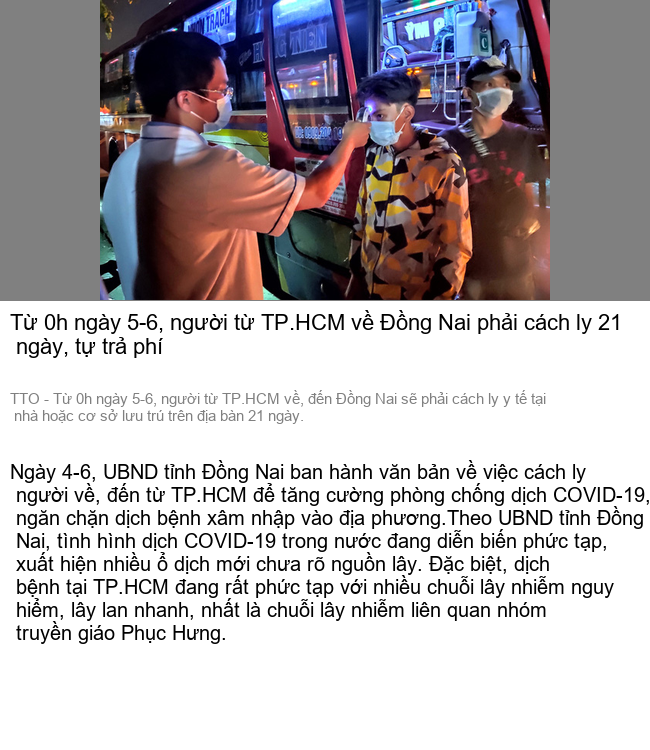 Từ 0h ngày 5-6, người từ TP.HCM về Đồng Nai phải cách ly 21
ngày, tự trả phí
TTO - Từ 0h ngày 5-6, người từ TP.HCM về, đến Đồng Nai sẽ phải cách ly y tế tại
nhà hoặc cơ sở lưu trú trên địa bàn 21 ngày.
Ngày 4-6, UBND tỉnh Đồng Nai ban hành văn bản về việc cách ly
người về, đến từ TP.HCM để tăng cường phòng chống dịch COVID-19,
ngăn chặn dịch bệnh xâm nhập vào địa phương.Theo UBND tỉnh Đồng
Nai, tình hình dịch COVID-19 trong nước đang diễn biến phức tạp,
xuất hiện nhiều ổ dịch mới chưa rõ nguồn lây. Đặc biệt, dịch
bệnh tại TP.HCM đang rất phức tạp với nhiều chuỗi lây nhiễm nguy
hiểm, lây lan nhanh, nhất là chuỗi lây nhiễm liên quan nhóm
truyền giáo Phục Hưng.